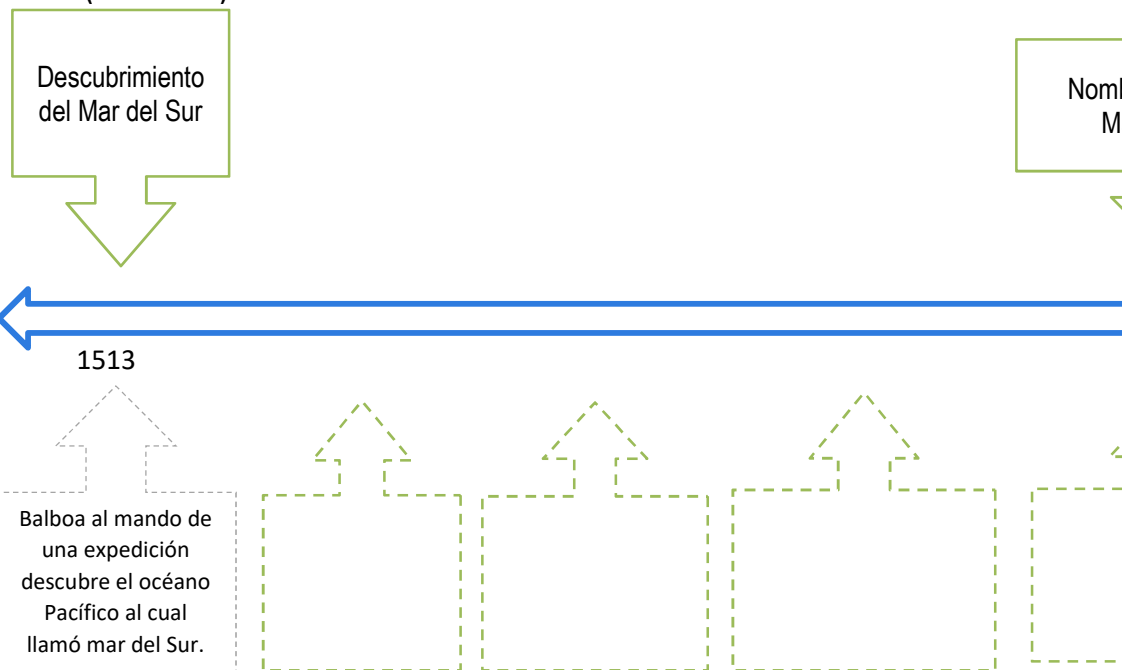 Descubrimiento
del Mar del Sur
1513
Balboa al mando de
una expedición
descubre el océano
Pacífico al cual
llamó mar del Sur.